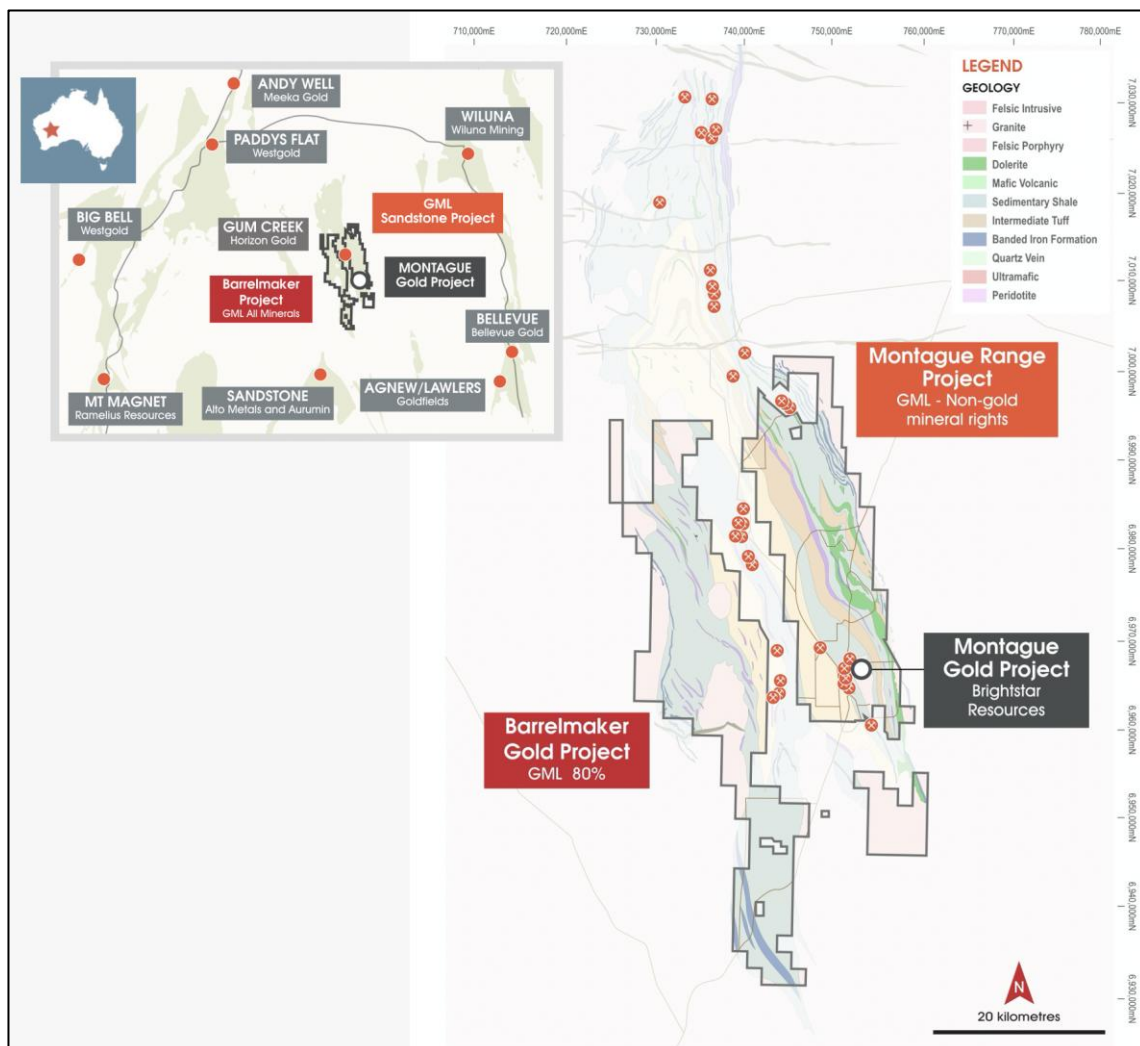 710,000mE
720,000mE
730,000mE
740,000mE
750,000mE
760,000mE
770,000mE
780,000mE
ANDY WELL
Meeka Gold
WILUNA
Wiluna Mining
PADDYS FLAT
Westgold
BIG BELL
Westgold
GML
Sandstone Project
GUM CREEK
Horizon Gold
MONTAGUE
Gold Project
Barrelmaker
Project
GML All Minerals
BELLEVUE
Bellevue Gold
MT MAGNET
Ramelius Resources
SANDSTONE
Alto Metals and Aurumin
AGNEW/LAWLERS
Goldfields
LEGEND
GEOLOGY
Felsic Intrusive
Granite
Felsic Porphyry
Dolerite
Mafic Volcanic
Sedimentary Shale
Intermediate Tuff
Banded Iron Formation
Quartz Vein
Ultramafic
Peridotite
7,030,000mN
7,020,000mN
7,010,000mN
7,000,000mN
6,990,000mN
6,980,000mN
6,970,000mN
6,960,000mN
6,950,000mN
6,940,000mN
6,930,000mN
Montague Range
Project
GML - Non-gold
mineral rights
Montague
Gold Project
Brightstar
Resources
Barrelmaker
Gold Project
GML 80%
N
20 kilometres